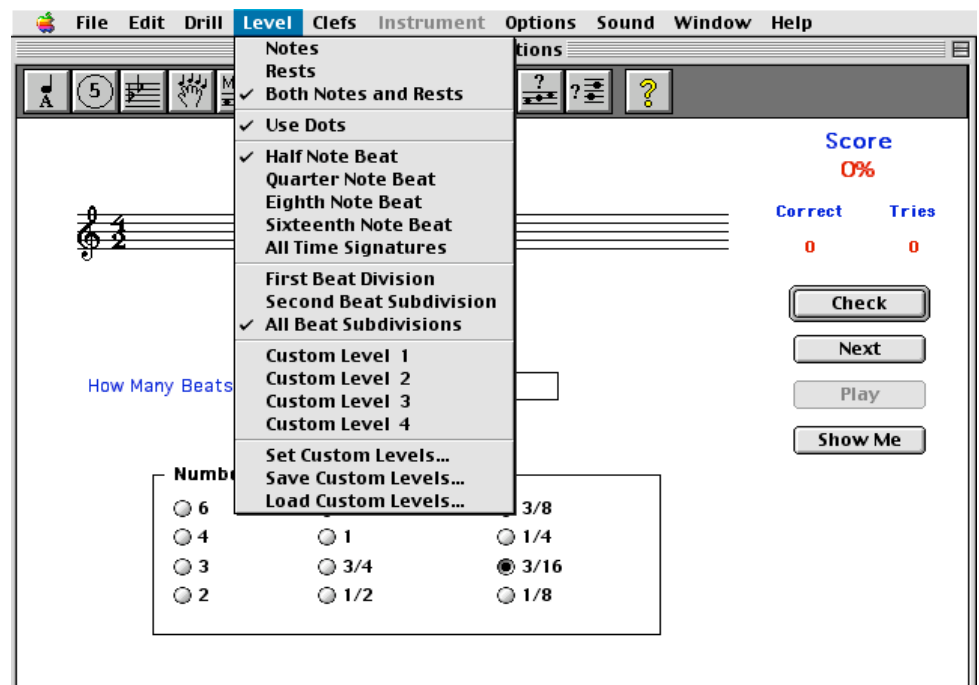 File Edit Drill Level Clefs Instrument Options Sound Window Help
tions
A 5 M ? ? ?
Notes
Rests
✓ Both Notes and Rests
✓ Use Dots
✓ Half Note Beat
Quarter Note Beat
Eighth Note Beat
Sixteenth Note Beat
All Time Signatures
First Beat Division
Second Beat Subdivision
✓ All Beat Subdivisions
Custom Level 1
Custom Level 2
Custom Level 3
Custom Level 4
Set Custom Levels...
Save Custom Levels...
Load Custom Levels...
Score
0%
Correct Tries
0 0
4
2
Check
Next
Play
Show Me
How Many Beats
Numb
6 3/8
4 1 1/4
3 3/4 3/16
2 1/2 1/8